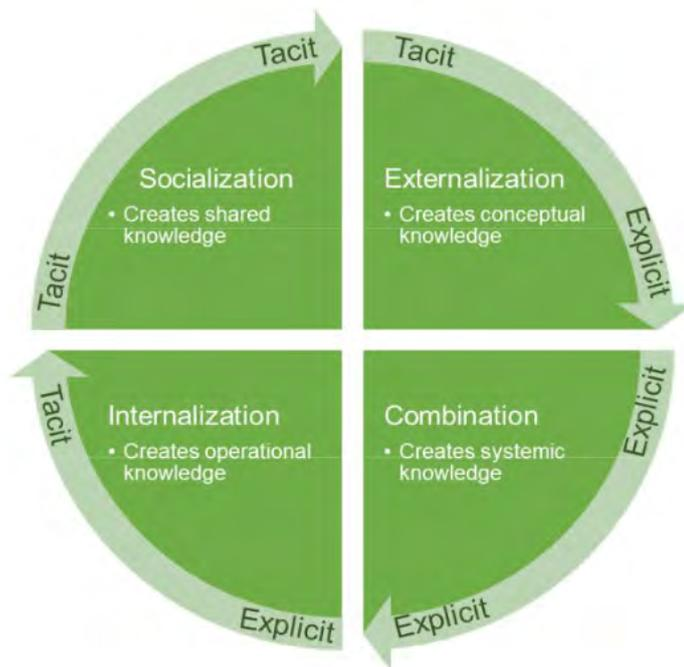 Tacit
Tacit
Socialization
• Creates shared
knowledge
Tacit
Explicit
Externalization
• Creates conceptual
knowledge
Explicit
Explicit
Combination
• Creates systemic
knowledge
Explicit
Tacit
Internalization
• Creates operational
knowledge